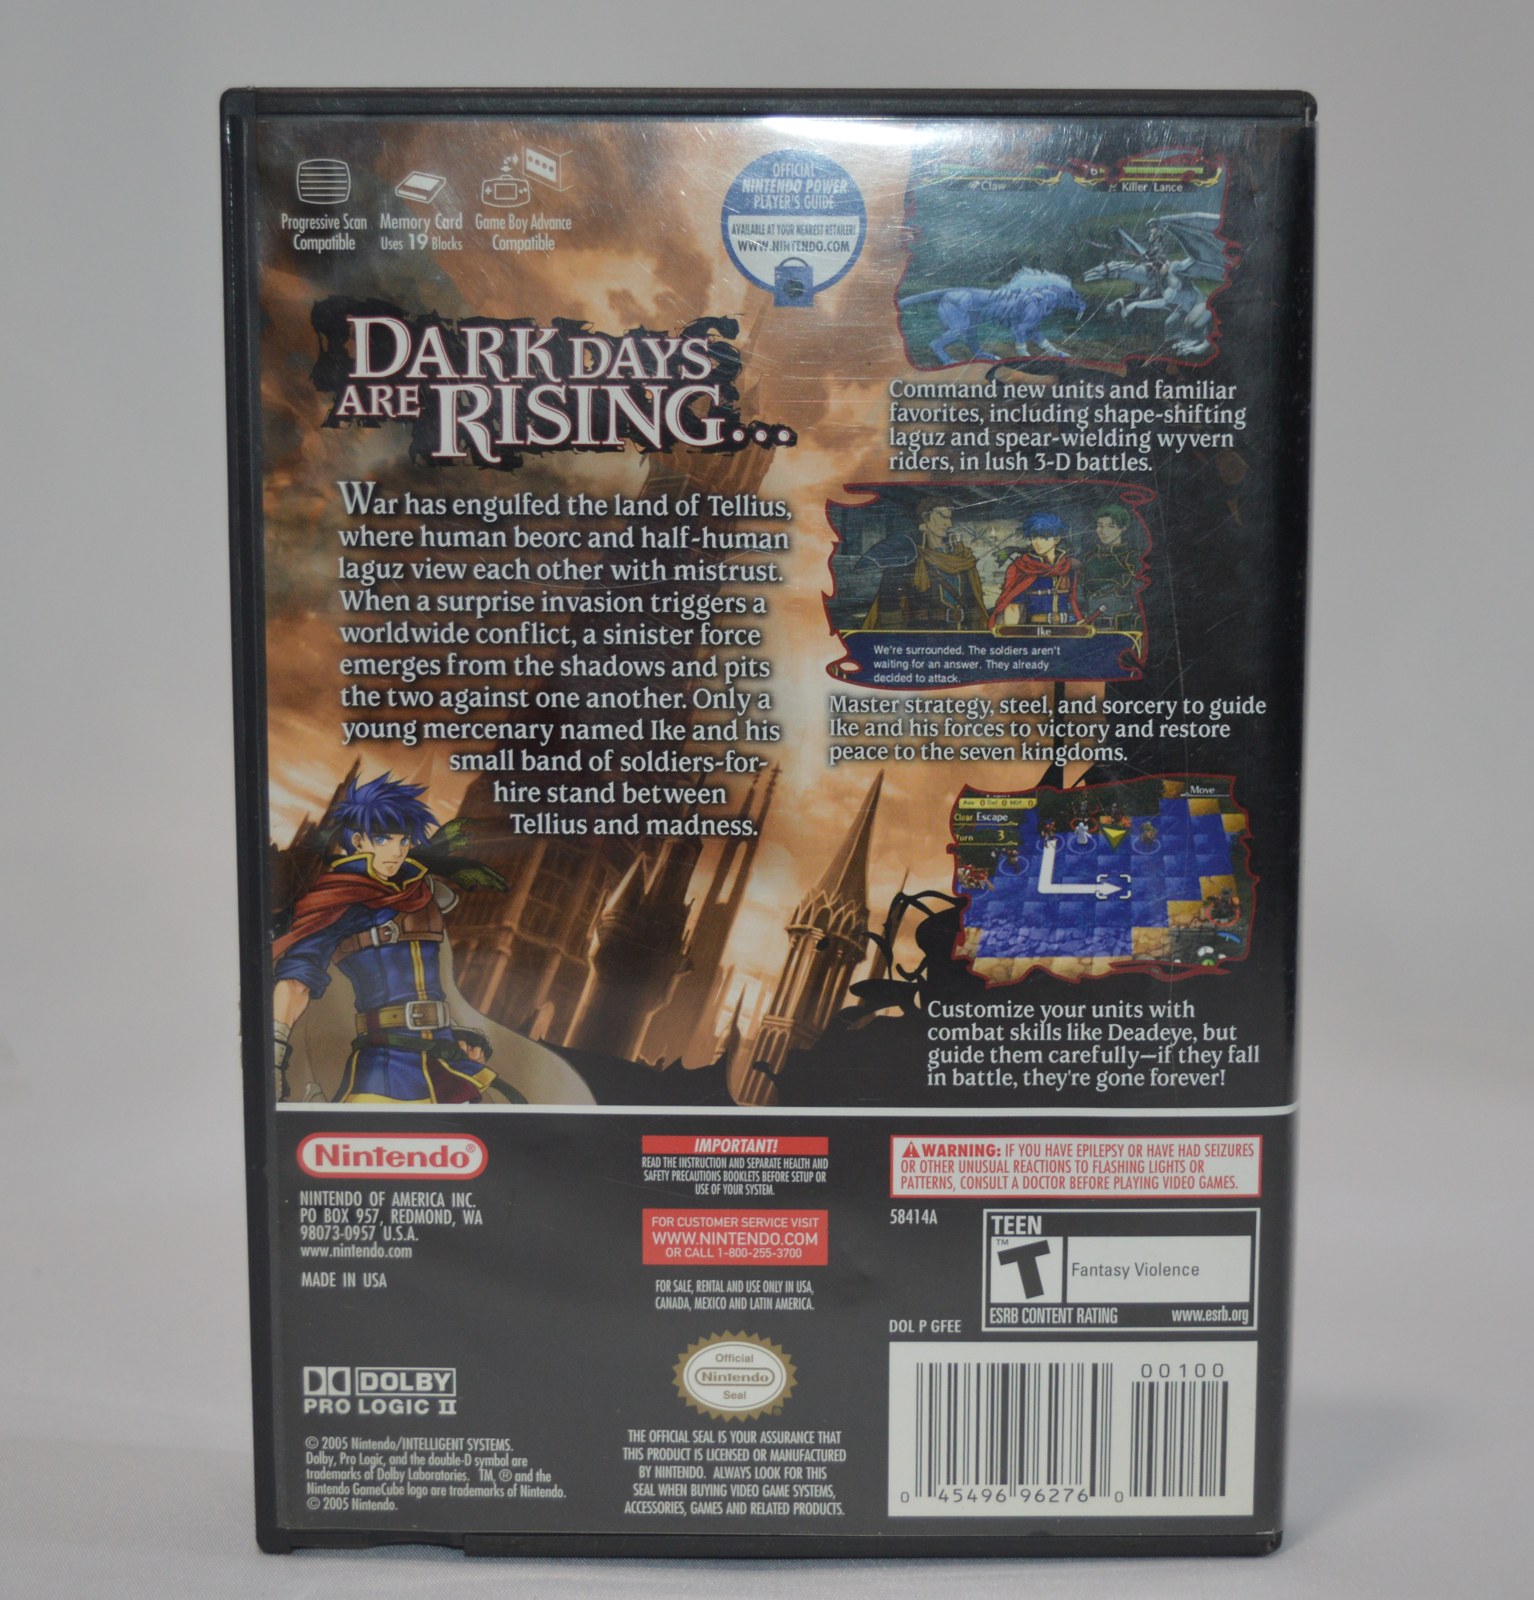 Progressive Scan
Compatible
Memory Card
Uses 19 Blocks
Game Boy Advance
Compatible
OFFICIAL
NINTENDO POWER
PLAYER'S GUIDE
AVAILABLE AT YOUR NEAREST RETAILER!
WWW.NINTENDO.COM
Claw
Killer Lance
DARK DAYS
ARE RISING...
War has engulfed the land of Tellius,
where human beorc and half-human
laguz view each other with mistrust.
When a surprise invasion triggers a
worldwide conflict, a sinister force
emerges from the shadows and pits
the two against one another. Only a
young mercenary named Ike and his
small band of soldiers-for-
hire stand between
Tellius and madness.
Command new units and familiar
favorites, including shape-shifting
laguz and spear-wielding wyvern
riders, in lush 3-D battles.
Ike
We're surrounded. The soldiers aren't
waiting for an answer. They already
decided to attack.
Master strategy, steel, and sorcery to guide
Ike and his forces to victory and restore
peace to the seven kingdoms.
Move
Clear Escape
Turn 3
Customize your units with
combat skills like Deadeye, but
guide them carefully—if they fall
in battle, they're gone forever!
Nintendo®
NINTENDO OF AMERICA INC.
PO BOX 957, REDMOND, WA
98073-0957 U.S.A.
www.nintendo.com
MADE IN USA
DOLBY
PRO LOGIC II
© 2005 Nintendo/INTELLIGENT SYSTEMS.
Dolby, Pro Logic, and the double-D symbol are
trademarks of Dolby Laboratories. TM, ® and the
Nintendo GameCube logo are trademarks of Nintendo.
© 2005 Nintendo.
IMPORTANT!
READ THE INSTRUCTION AND SEPARATE HEALTH AND
SAFETY PRECAUTIONS BOOKLETS BEFORE SETUP OR
USE OF YOUR SYSTEM.
FOR CUSTOMER SERVICE VISIT
WWW.NINTENDO.COM
OR CALL 1-800-255-3700
FOR SALE, RENTAL AND USE ONLY IN USA,
CANADA, MEXICO AND LATIN AMERICA.
Official
Nintendo
Seal
THE OFFICIAL SEAL IS YOUR ASSURANCE THAT
THIS PRODUCT IS LICENSED OR MANUFACTURED
BY NINTENDO. ALWAYS LOOK FOR THIS
SEAL WHEN BUYING VIDEO GAME SYSTEMS,
ACCESSORIES, GAMES AND RELATED PRODUCTS.
WARNING: IF YOU HAVE EPILEPSY OR HAVE HAD SEIZURES
OR OTHER UNUSUAL REACTIONS TO FLASHING LIGHTS OR
PATTERNS, CONSULT A DOCTOR BEFORE PLAYING VIDEO GAMES.
58414A
TEEN
T™
Fantasy Violence
ESRB CONTENT RATING www.esrb.org
DOL P GFEE
00100
0 45496 96276 0